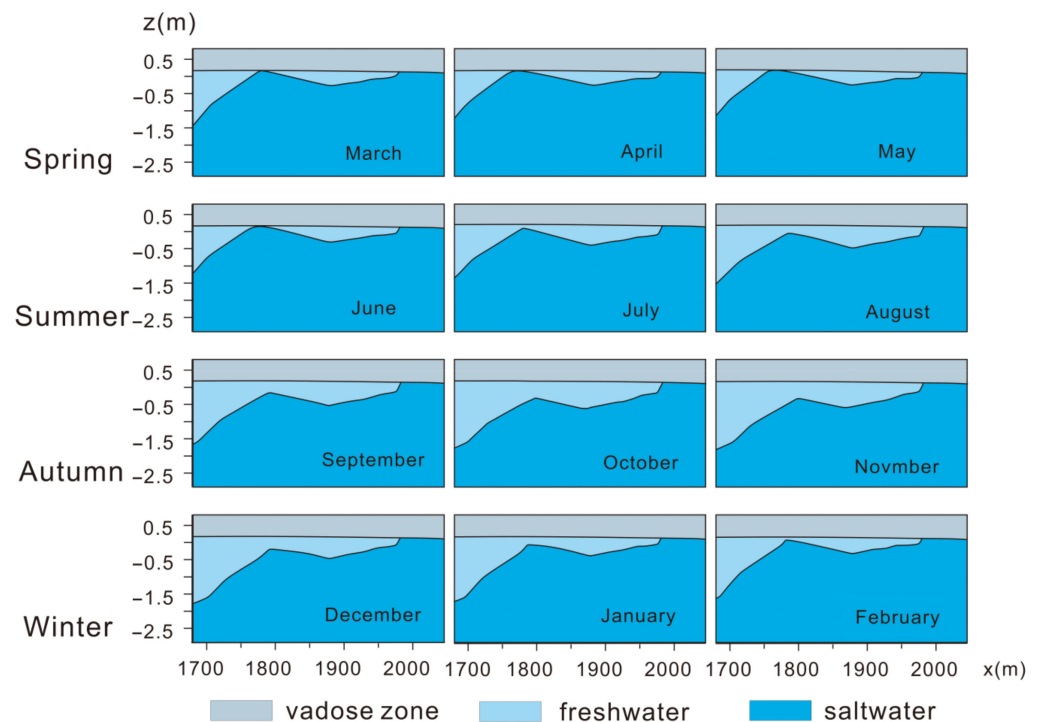 z(m)
0.5
−0.5
−1.5
−2.5
Spring
March
April
May
0.5
−0.5
−1.5
−2.5
Summer
June
July
August
0.5
−0.5
−1.5
−2.5
Autumn
September
October
Novmber
0.5
−0.5
−1.5
−2.5
Winter
December
January
February
1700 1800 1900 2000 1700 1800 1900 2000 1700 1800 1900 2000 x(m)
vadose zone freshwater saltwater